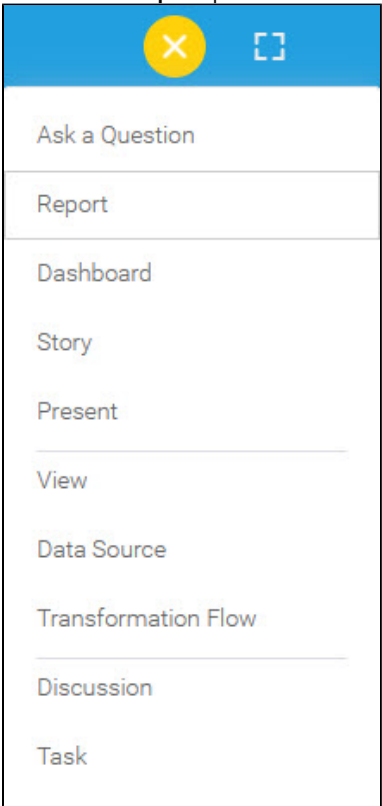 Ask a Question
Report
Dashboard
Story
Present
View
Data Source
Transformation Flow
Discussion
Task